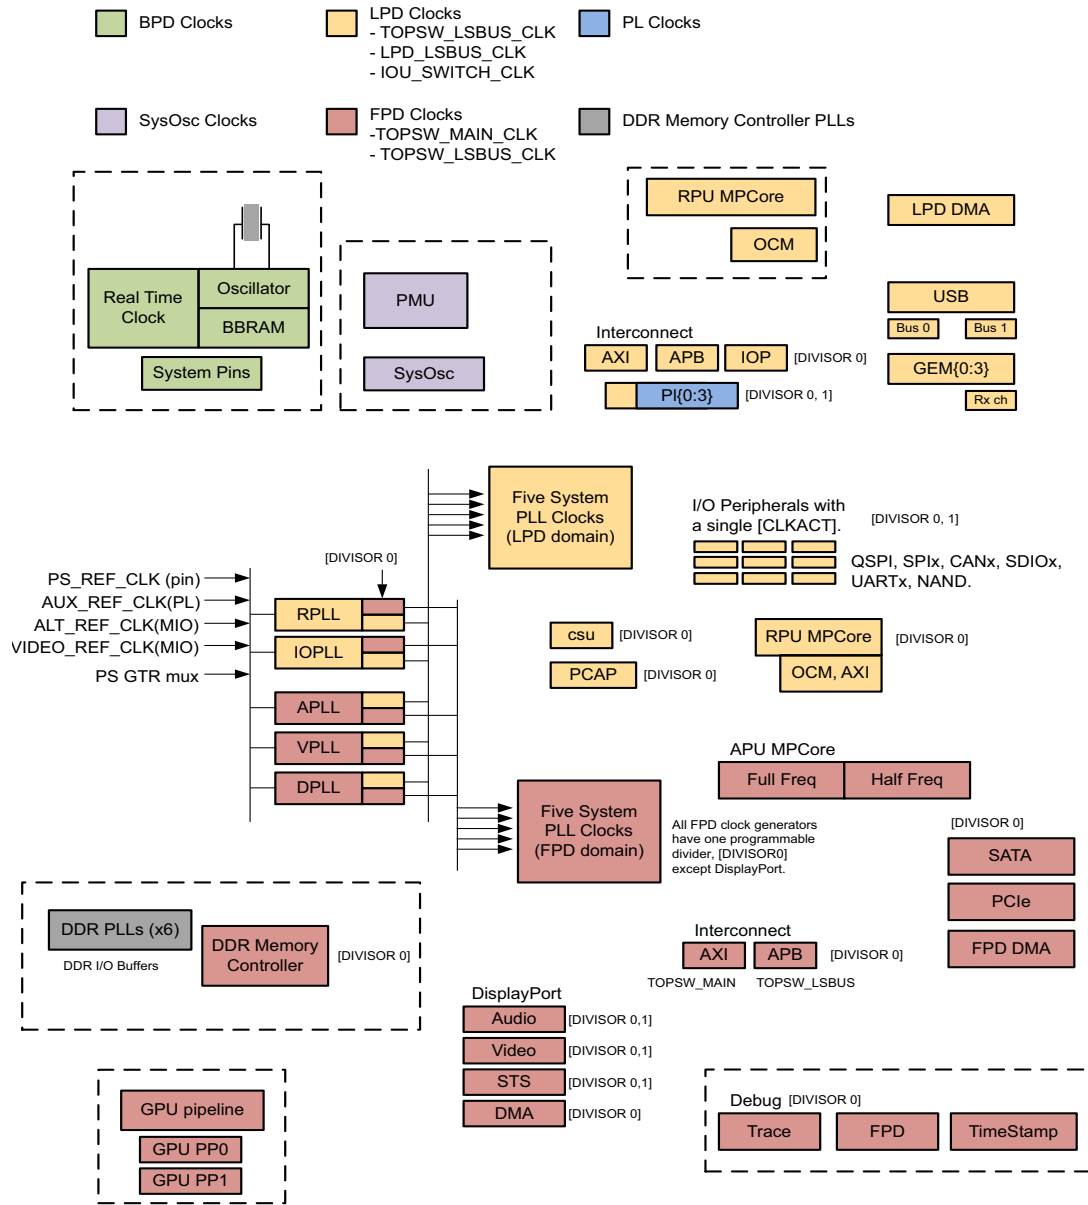 BPD Clocks
LPD Clocks
- TOPSW_LSBUS_CLK
- LPD_LSBUS_CLK
- IOU_SWITCH_CLK
PL Clocks
SysOsc Clocks
FPD Clocks
-TOPSW_MAIN_CLK
- TOPSW_LSBUS_CLK
DDR Memory Controller PLLs
Real Time
Clock
Oscillator
BBRAM
System Pins
PMU
SysOsc
RPU MPCore
OCM
LPD DMA
USB
Bus 0
Bus 1
GEM{0:3}
Rx ch
Interconnect
AXI
APB
IOP
[DIVISOR 0]
Pl{0:3}
[DIVISOR 0, 1]
Five System
PLL Clocks
(LPD domain)
I/O Peripherals with
a single [CLKACT].
[DIVISOR 0, 1]
QSPI, SPIx, CANx, SDIOx,
UARTx, NAND.
[DIVISOR 0]
PS_REF_CLK (pin)
AUX_REF_CLK(PL)
ALT_REF_CLK(MIO)
VIDEO_REF_CLK(MIO)
PS GTR mux
RPLL
IOPLL
APLL
VPLL
DPLL
csu
[DIVISOR 0]
PCAP
[DIVISOR 0]
RPU MPCore
[DIVISOR 0]
OCM, AXI
APU MPCore
Full Freq
Half Freq
Five System
PLL Clocks
(FPD domain)
All FPD clock generators
have one programmable
divider, [DIVISOR0]
except DisplayPort.
[DIVISOR 0]
SATA
PCIe
FPD DMA
DDR PLLs (x6)
DDR I/O Buffers
DDR Memory
Controller
[DIVISOR 0]
Interconnect
AXI
APB
[DIVISOR 0]
TOPSW_MAIN
TOPSW_LSBUS
DisplayPort
Audio
[DIVISOR 0,1]
Video
[DIVISOR 0,1]
STS
[DIVISOR 0,1]
DMA
[DIVISOR 0]
GPU pipeline
GPU PP0
GPU PP1
Debug
[DIVISOR 0]
Trace
FPD
TimeStamp